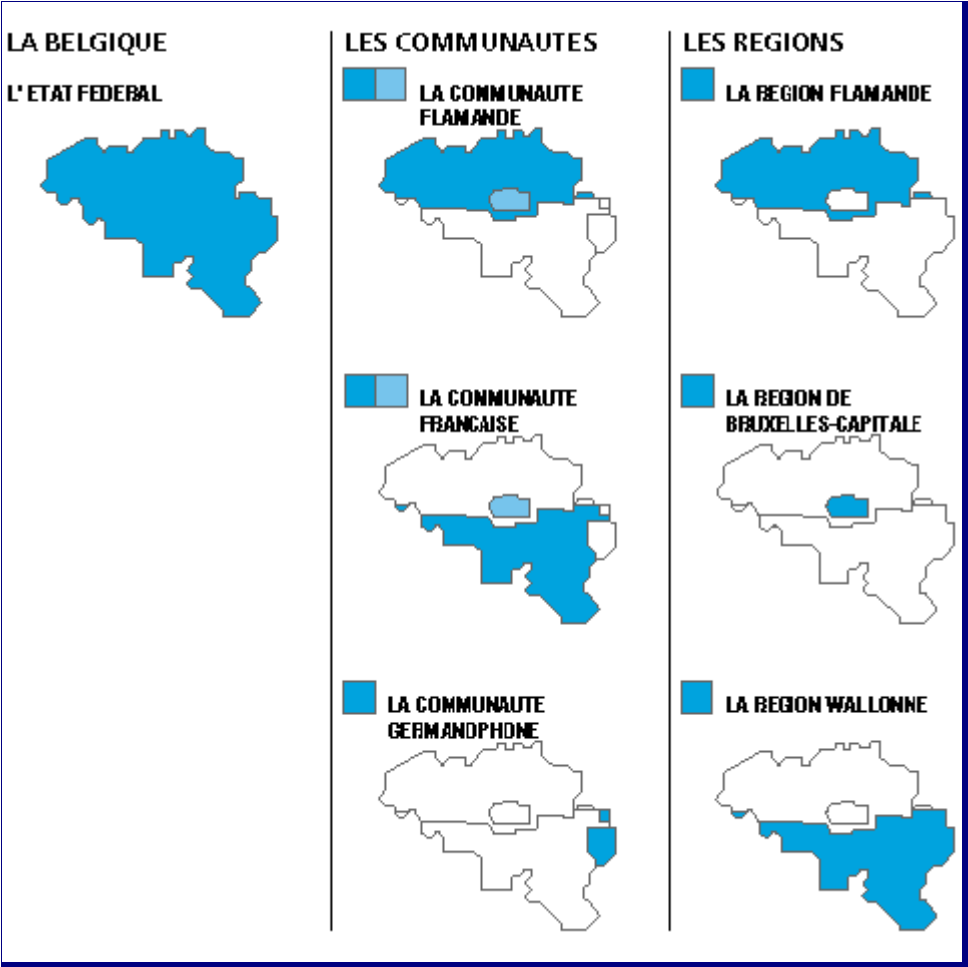 LA BELGIQUE
L' ETAT FEDERAL
LES COMMUNAUTES
LA COMMUNAUTE
FLAMANDE
LA COMMUNAUTE
FRANCAISE
LA COMMUNAUTE
GERMANOPHONE
LES REGIONS
LA REGION FLAMANDE
LA REGION DE
BRUXELLES-CAPITALE
LA REGION WALLONNE